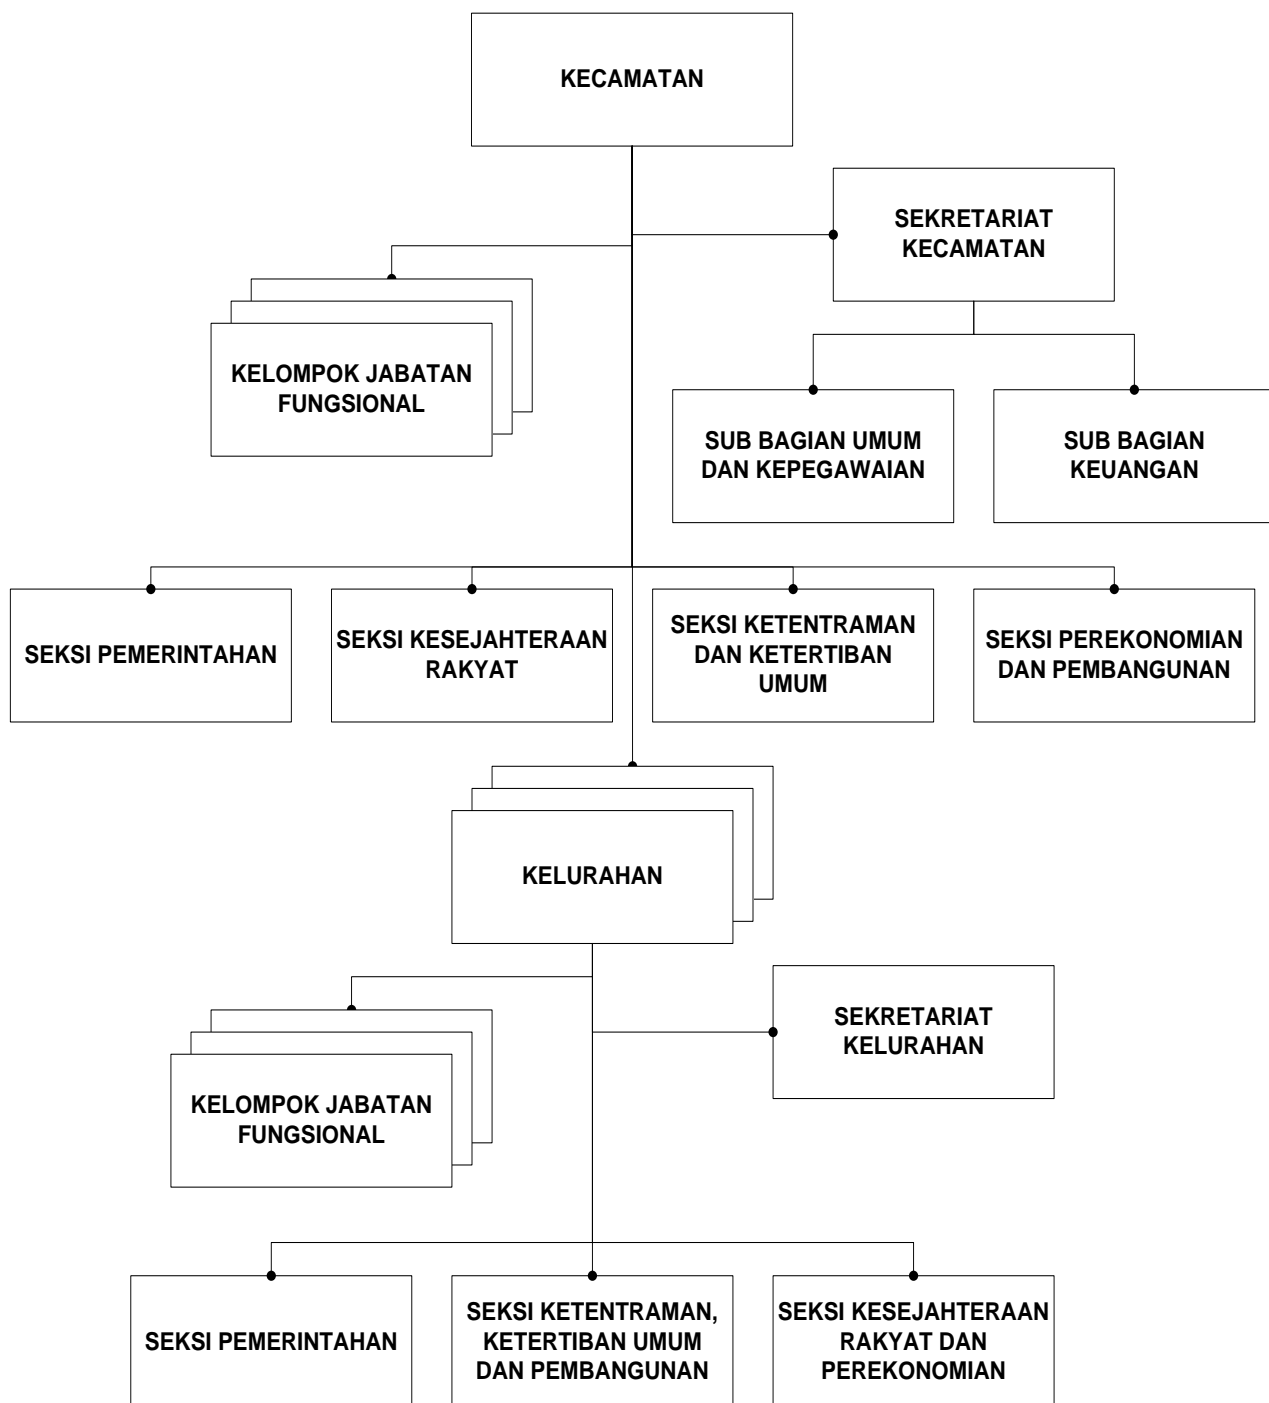 KECAMATAN
SEKRETARIAT
KECAMATAN
KELOMPOK JABATAN
FUNGSIONAL
SUB BAGIAN UMUM
DAN KEPEGAWAIAN
SUB BAGIAN
KEUANGAN
SEKSI PEMERINTAHAN
SEKSI KESEJAHTERAAN
RAKYAT
SEKSI KETENTRAMAN
DAN KETERTIBAN
UMUM
SEKSI PEREKONOMIAN
DAN PEMBANGUNAN
KELURAHAN
SEKRETARIAT
KELURAHAN
KELOMPOK JABATAN
FUNGSIONAL
SEKSI PEMERINTAHAN
SEKSI KETENTRAMAN,
KETERTIBAN UMUM
DAN PEMBANGUNAN
SEKSI KESEJAHTERAAN
RAKYAT DAN
PEREKONOMIAN